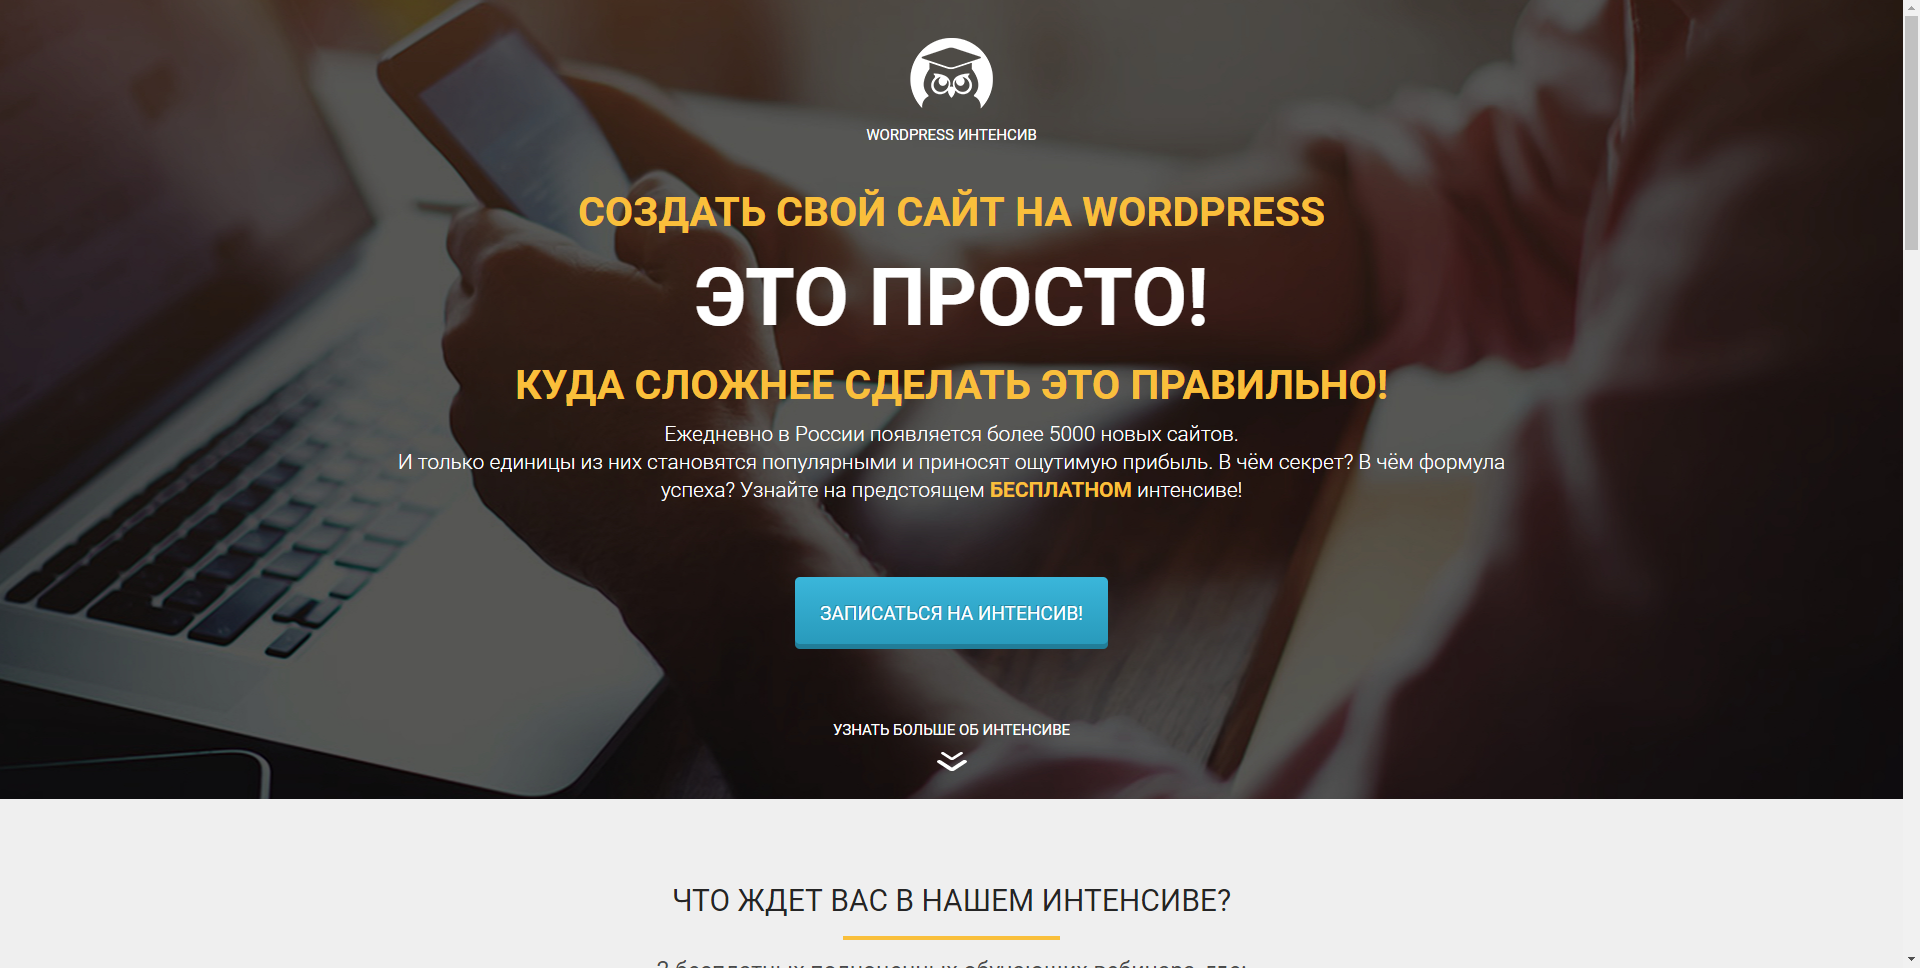 WORDPRESS ИНТЕНСИВ
СОЗДАТЬ СВОЙ САЙТ НА WORDPRESS
ЭТО ПРОСТО!
КУДА СЛОЖНЕЕ СДЕЛАТЬ ЭТО ПРАВИЛЬНО!
Ежедневно в России появляется более 5000 новых сайтов.
И только единицы из них становятся популярными и приносят ощутимую прибыль. В чём секрет? В чём формула
успеха? Узнайте на предстоящем БЕСПЛАТНОМ интенсиве!
ЗАПИСАТЬСЯ НА ИНТЕНСИВ!
УЗНАТЬ БОЛЬШЕ ОБ ИНТЕНСИВЕ
ЧТО ЖДЕТ ВАС В НАШЕМ ИНТЕНСИВЕ?